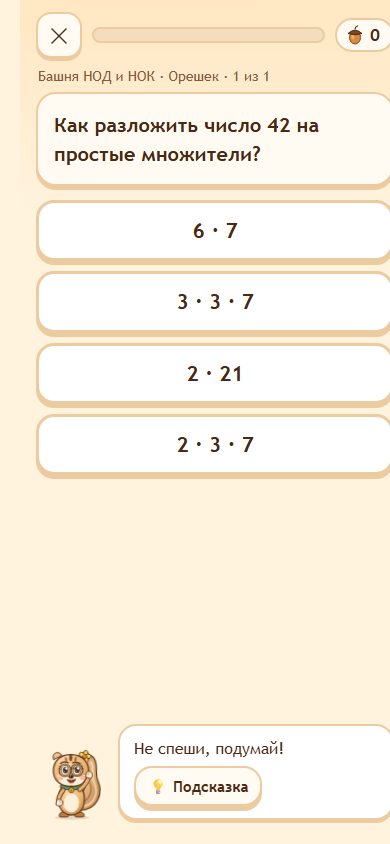 0
Башня НОД и НОК · Орешек · 1 из 1
Как разложить число 42 на
простые множители?
6 · 7
3 · 3 · 7
2 · 21
2 · 3 · 7
Не спеши, подумай!
Подсказка